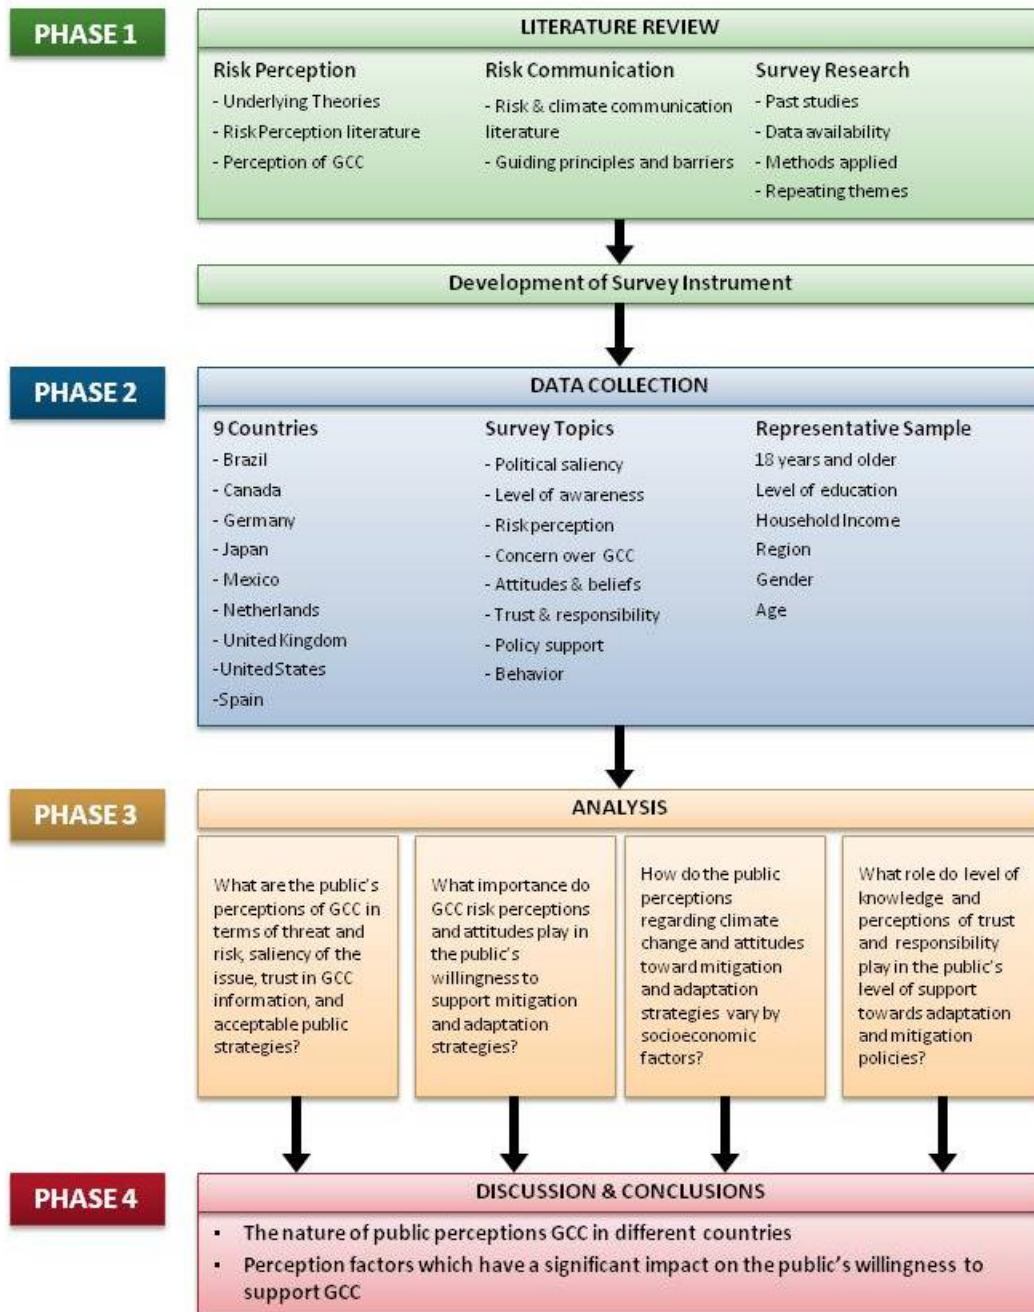 PHASE 1
LITERATURE REVIEW
Risk Perception
- Underlying Theories
- Risk Perception literature
- Perception of GCC
Risk Communication
- Risk & climate communication
literature
- Guiding principles and barriers
Survey Research
- Past studies
- Data availability
- Methods applied
- Repeating themes
Development of Survey Instrument
PHASE 2
DATA COLLECTION
9 Countries
- Brazil
- Canada
- Germany
- Japan
- Mexico
- Netherlands
- United Kingdom
-United States
-Spain
Survey Topics
- Political saliency
- Level of awareness
- Risk perception
- Concern over GCC
- Attitudes & beliefs
- Trust & responsibility
- Policy support
- Behavior
Representative Sample
18 years and older
Level of education
Household Income
Region
Gender
Age
PHASE 3
ANALYSIS
What are the public's
perceptions of GCC in
terms of threat and
risk, saliency of the
issue, trust in GCC
information, and
acceptable public
strategies?
What importance do
GCC risk perceptions
and attitudes play in
the public's
willingness to
support mitigation
and adaptation
strategies?
How do the public
perceptions
regarding climate
change and attitudes
toward mitigation
and adaptation
strategies vary by
socioeconomic
factors?
What role do level of
knowledge and
perceptions of trust
and responsibility
play in the public's
level of support
towards adaptation
and mitigation
policies?
PHASE 4
DISCUSSION & CONCLUSIONS
▪ The nature of public perceptions GCC in different countries
▪ Perception factors which have a significant impact on the public's willingness to
support GCC